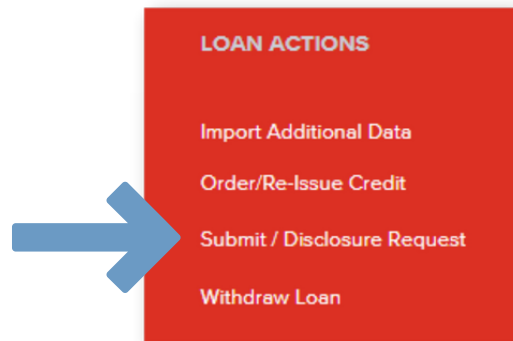 LOAN ACTIONS
Import Additional Data
Order/Re-Issue Credit
Submit / Disclosure Request
Withdraw Loan